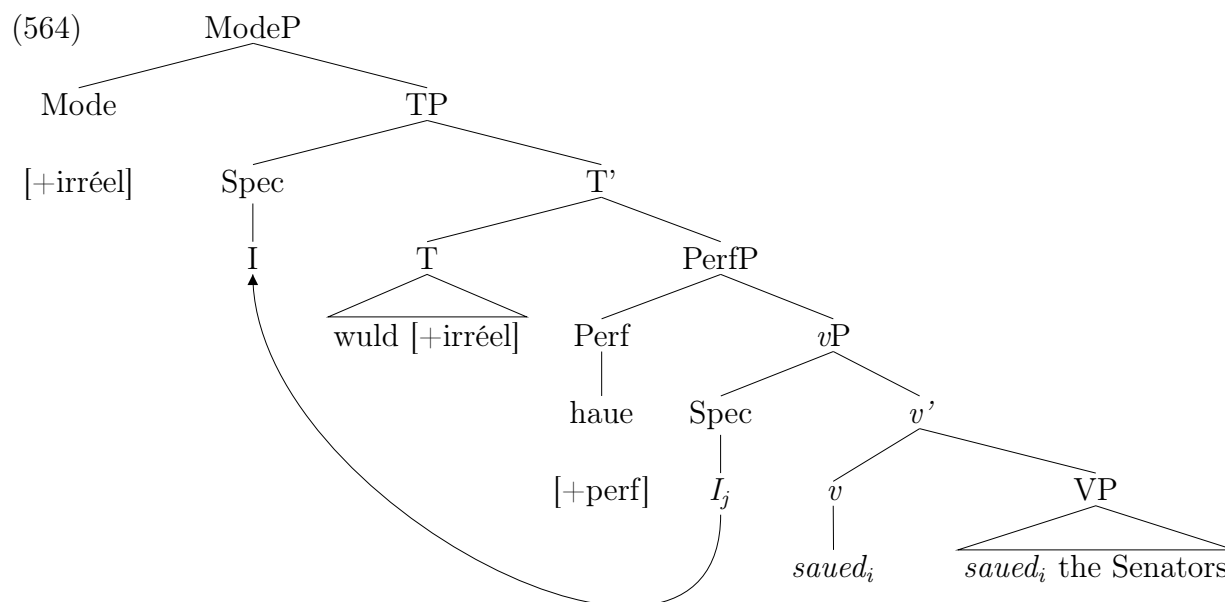 (564) ModeP
Mode TP
[+irréel] Spec T'
I T PerfP
wuld [+irréel] Perf vP
haue Spec v'
[+perf] I_j v VP
saued_i saued_i the Senators